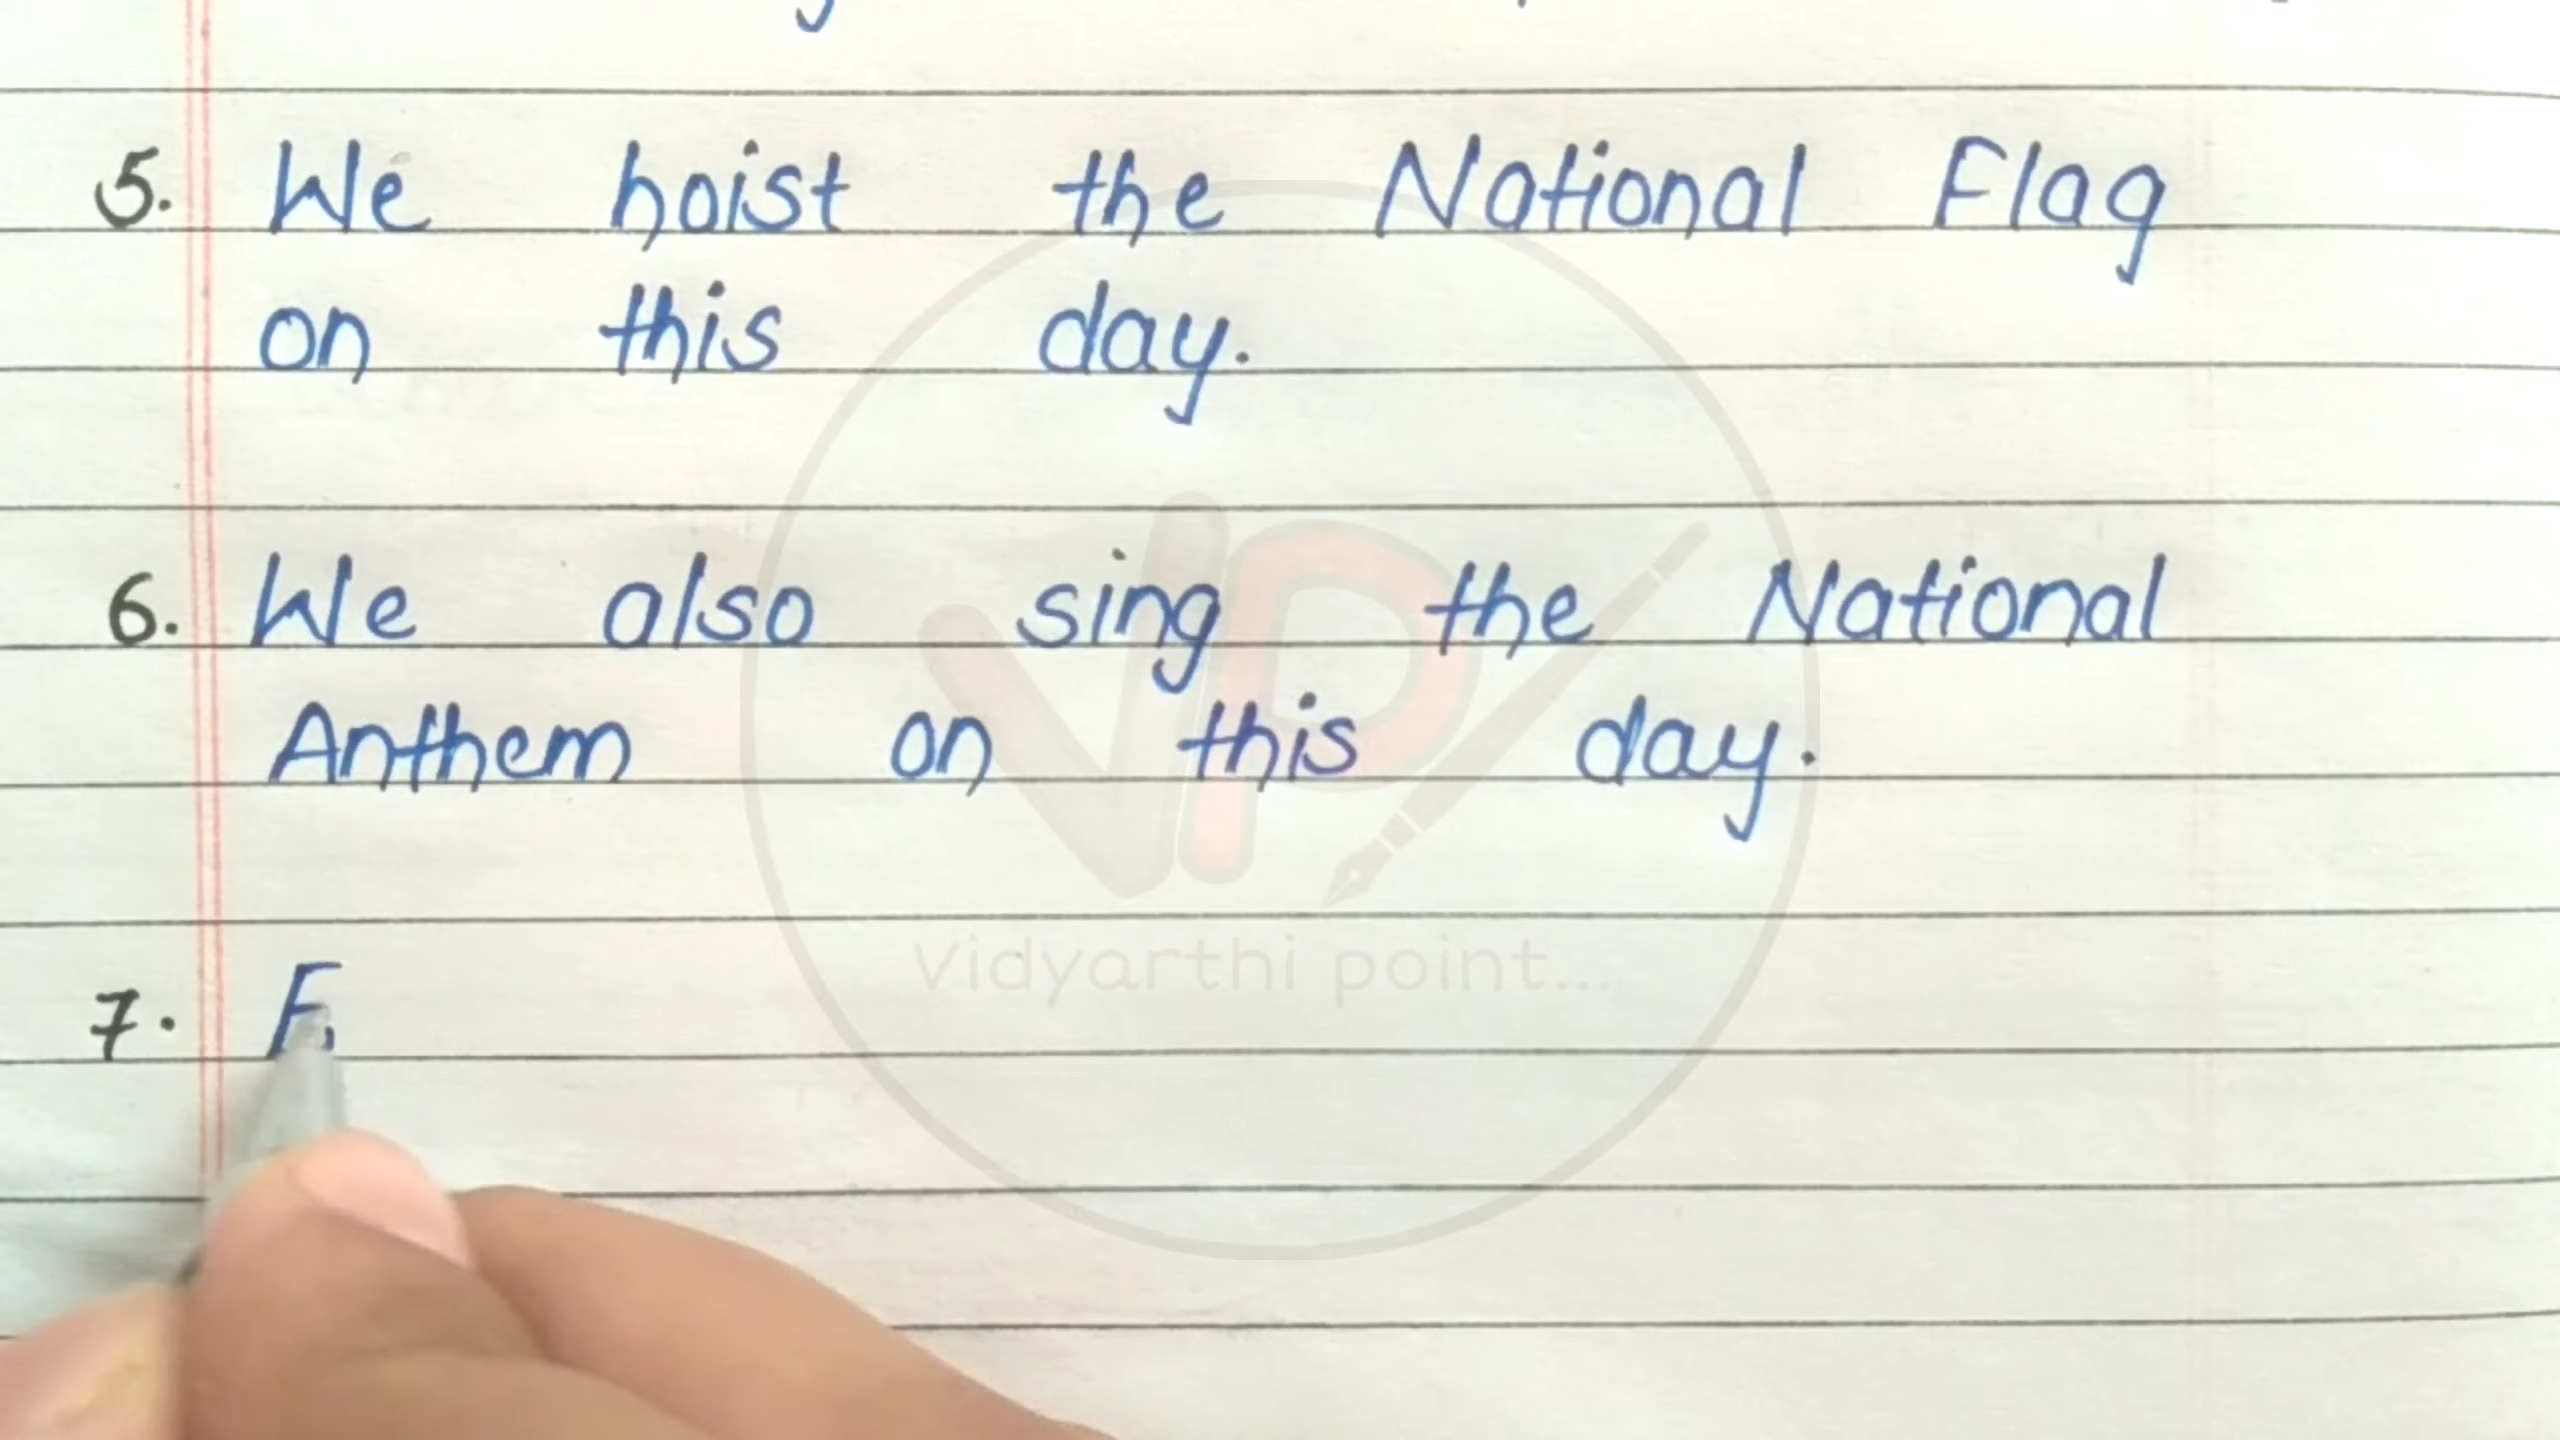 5. We hoist the National Flag
on this day.
6. We also sing the National
Anthem on this day.
VP
Vidyarthi point...
7.